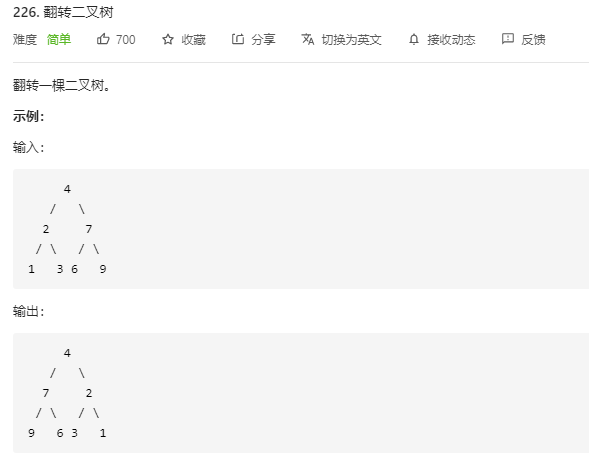 226. 翻转二叉树
难度 简单 700 收藏 分享 切换为英文 接收动态 反馈
翻转一棵二叉树。
示例：
输入：
4
/ \
2 7
/ \ / \
1 3 6 9
输出：
4
/ \
7 2
/ \ / \
9 6 3 1